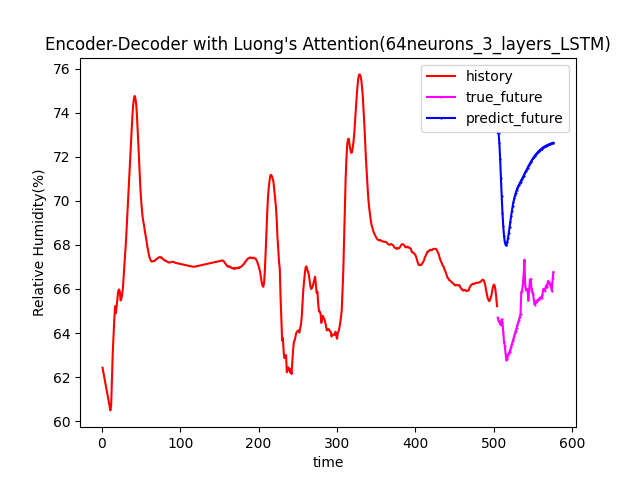 Encoder-Decoder with Luong's Attention(64neurons_3_layers_LSTM)
history
true_future
predict_future
Relative Humidity(%)
76
74
72
70
68
66
64
62
60
0 100 200 300 400 500 600
time